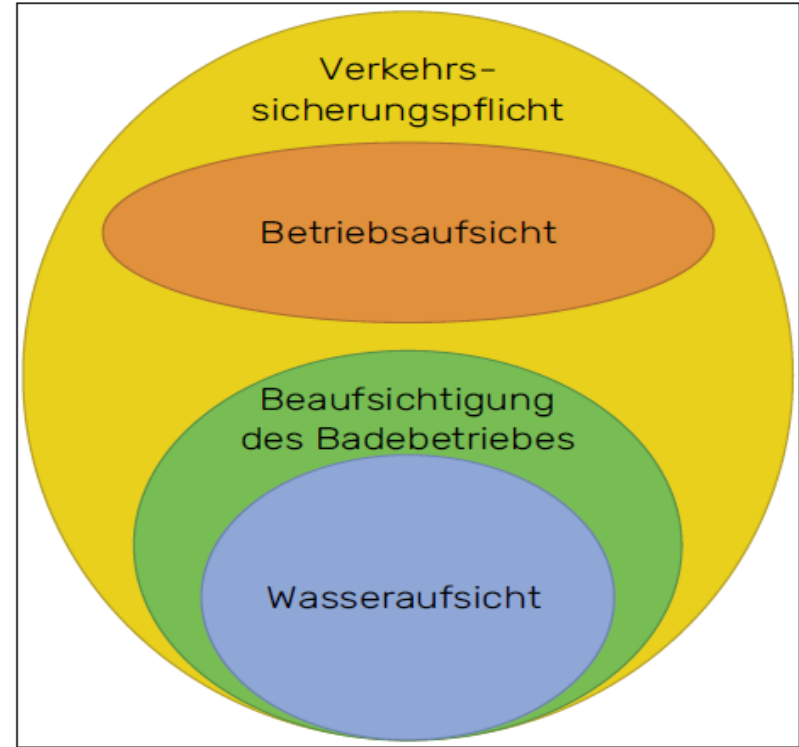 Verkehrs-
sicherungspflicht
Betriebsaufsicht
Beaufsichtigung
des Badebetriebes
Wasseraufsicht